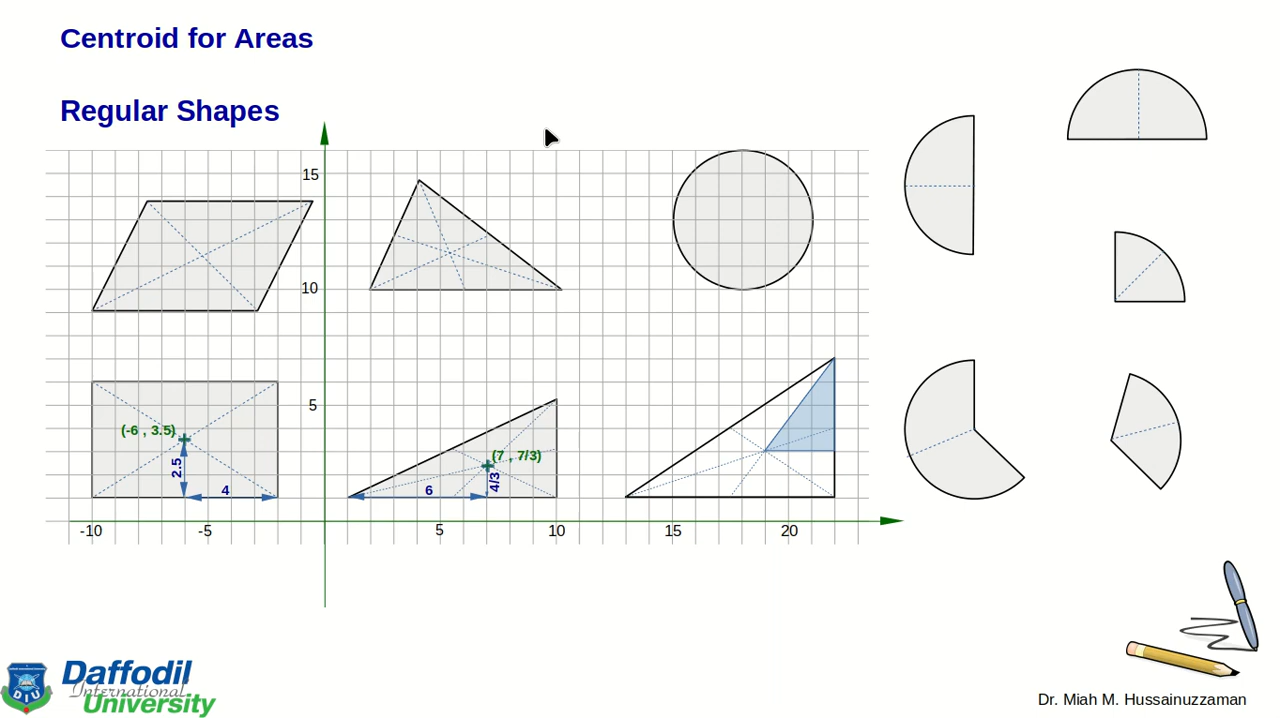 Centroid for Areas
Regular Shapes
15
10
5
(-6 , 3.5)
2.5
4
(7 , 7/3)
4/3
6
-10 -5 5 10 15 20
DIU
Daffodil
International
University
Dr. Miah M. Hussainuzzaman